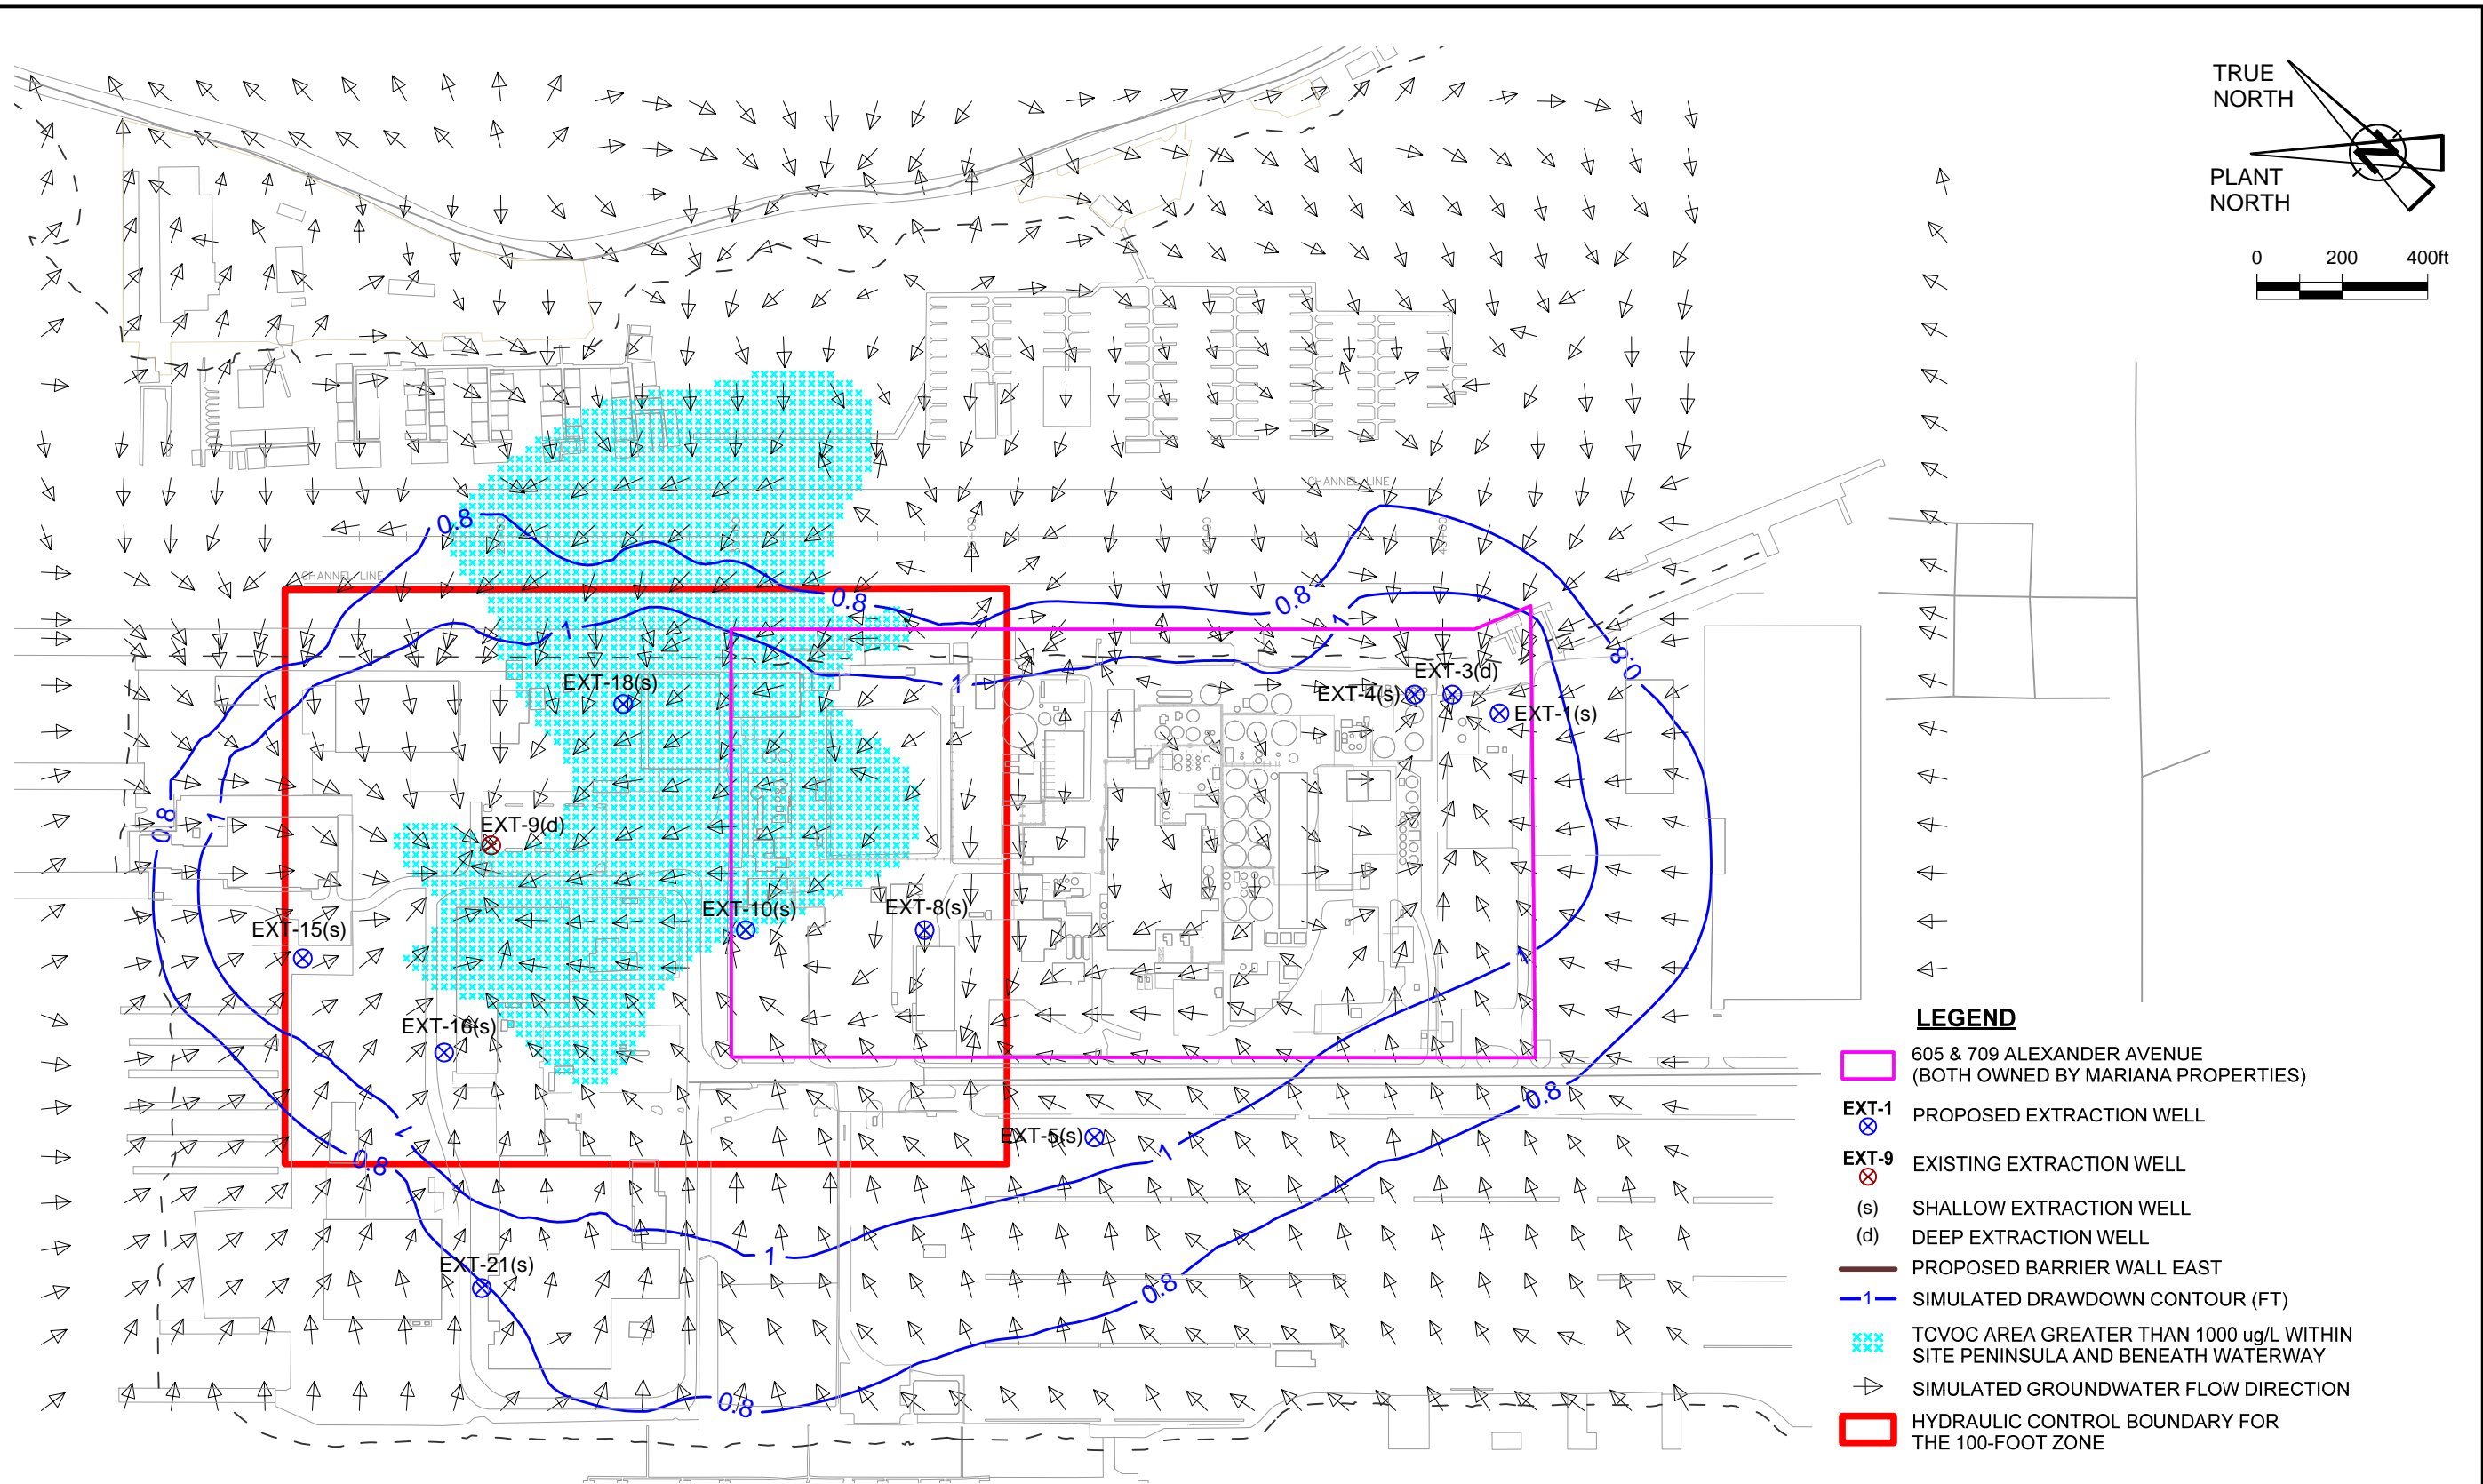 TRUE
NORTH
PLANT
NORTH
0 200 400ft
CHANNEL LINE
0.8
CHANNEL LINE
0.8
0.8
1
1
EXT-3(d)
EXT-18(s)
1
EXT-4(s)
0.8
EXT-1(s)
0.8
1
EXT-9(d)
EXT-10(s)
EXT-8(s)
EXT-15(s)
1
EXT-16(s)
0.8
1
EXT-5(s)
1
0.8
1
EXT-21(s)
0.8
0.8
LEGEND
605 & 709 ALEXANDER AVENUE
(BOTH OWNED BY MARIANA PROPERTIES)
EXT-1
PROPOSED EXTRACTION WELL
EXT-9
EXISTING EXTRACTION WELL
(s) SHALLOW EXTRACTION WELL
(d) DEEP EXTRACTION WELL
PROPOSED BARRIER WALL EAST
1 SIMULATED DRAWDOWN CONTOUR (FT)
TCVOC AREA GREATER THAN 1000 ug/L WITHIN
SITE PENINSULA AND BENEATH WATERWAY
SIMULATED GROUNDWATER FLOW DIRECTION
HYDRAULIC CONTROL BOUNDARY FOR
THE 100-FOOT ZONE